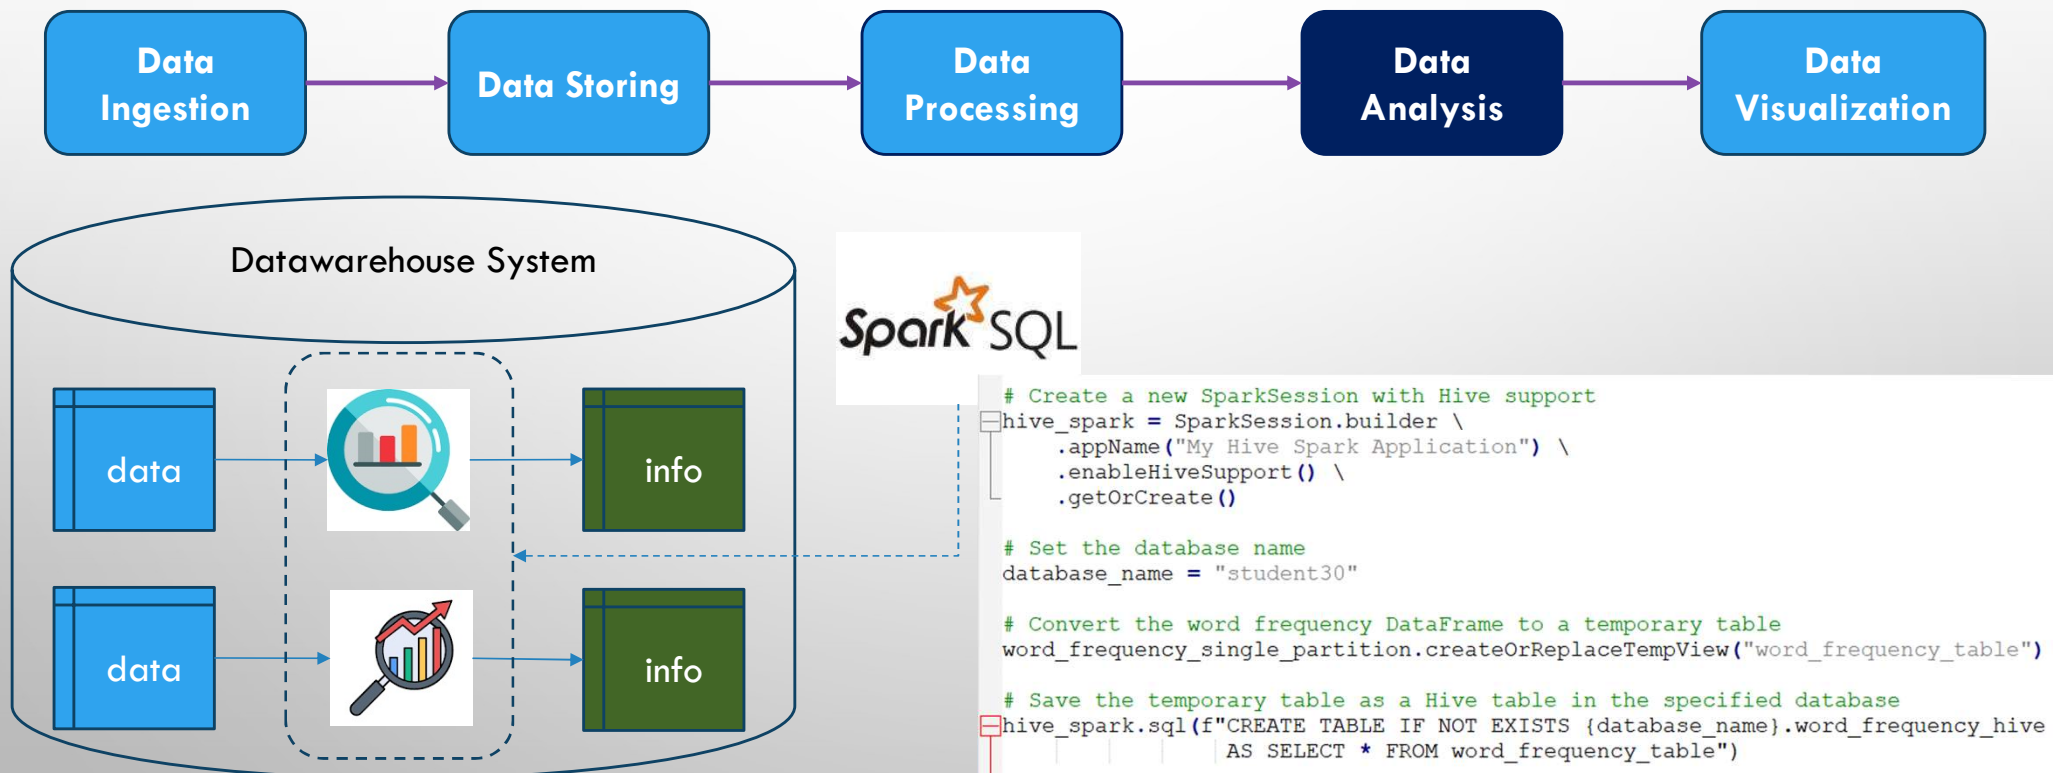 Data
Ingestion
Data Storing
Data
Processing
Data
Analysis
Data
Visualization
Datawarehouse System
Spark SQL
data
info
data
info
# Create a new SparkSession with Hive support
hive_spark = SparkSession.builder \
    .appName("My Hive Spark Application") \
    .enableHiveSupport() \
    .getOrCreate()
# Set the database name
database_name = "student30"
# Convert the word frequency DataFrame to a temporary table
word_frequency_single_partition.createOrReplaceTempView("word_frequency_table")
# Save the temporary table as a Hive table in the specified database
hive_spark.sql(f"CREATE TABLE IF NOT EXISTS {database_name}.word_frequency_hive
AS SELECT * FROM word_frequency_table")